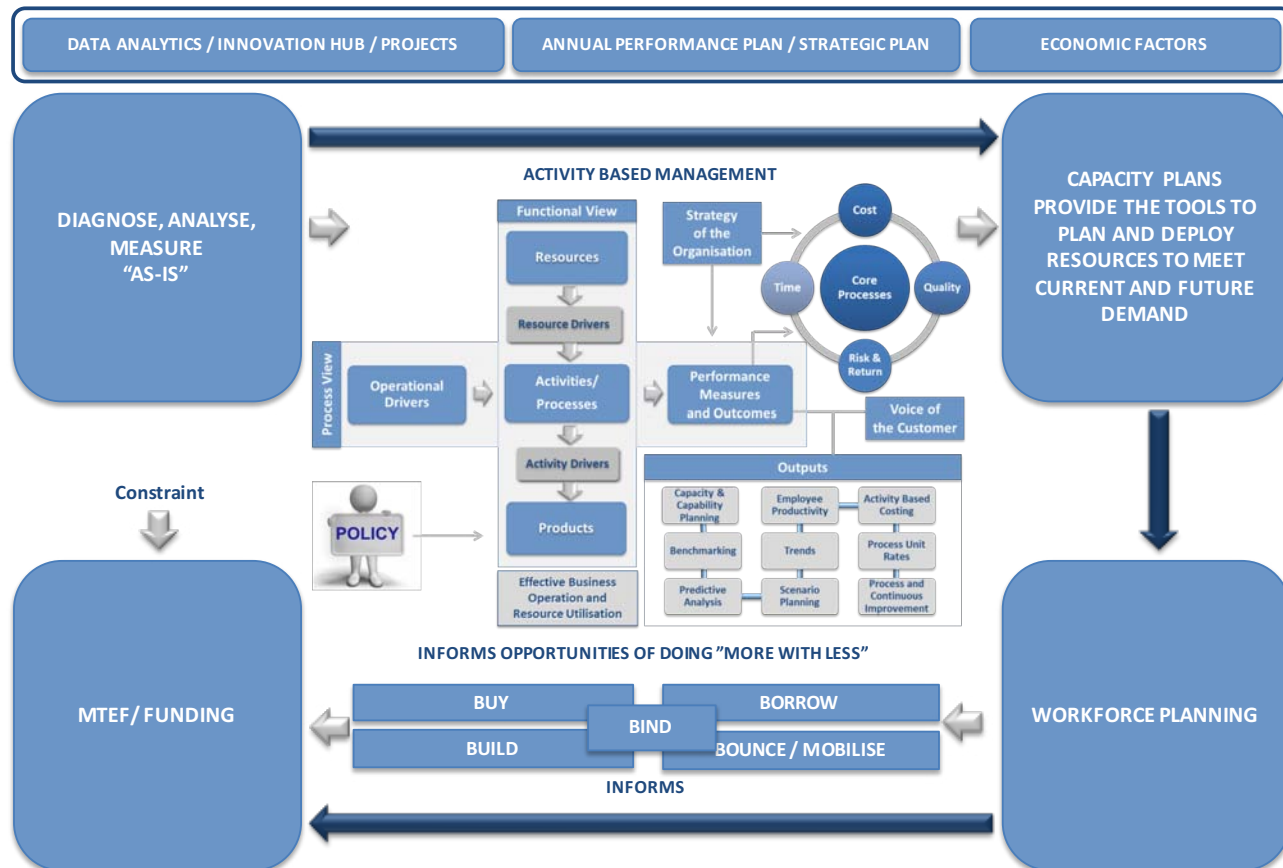 DATA ANALYTICS / INNOVATION HUB / PROJECTS
ANNUAL PERFORMANCE PLAN / STRATEGIC PLAN
ECONOMIC FACTORS
DIAGNOSE, ANALYSE,
MEASURE
“AS-IS”
ACTIVITY BASED MANAGEMENT
Functional View
Resources
Resource Drivers
Process View
Operational
Drivers
Activities/
Processes
Activity Drivers
Products
Effective Business
Operation and
Resource Utilisation
Strategy
of the
Organisation
Performance
Measures
and Outcomes
Cost
Time
Core
Processes
Quality
Risk &
Return
Voice of
the Customer
Outputs
Capacity &
Capability
Planning
Employee
Productivity
Activity Based
Costing
Benchmarking
Trends
Process Unit
Rates
Predictive
Analysis
Scenario
Planning
Process and
Continuous
Improvement
CAPACITY PLANS
PROVIDE THE TOOLS TO
PLAN AND DEPLOY
RESOURCES TO MEET
CURRENT AND FUTURE
DEMAND
Constraint
POLICY
INFORMS OPPORTUNITIES OF DOING ”MORE WITH LESS”
MTEF/ FUNDING
BUY
BORROW
BIND
BUILD
BOUNCE / MOBILISE
INFORMS
WORKFORCE PLANNING